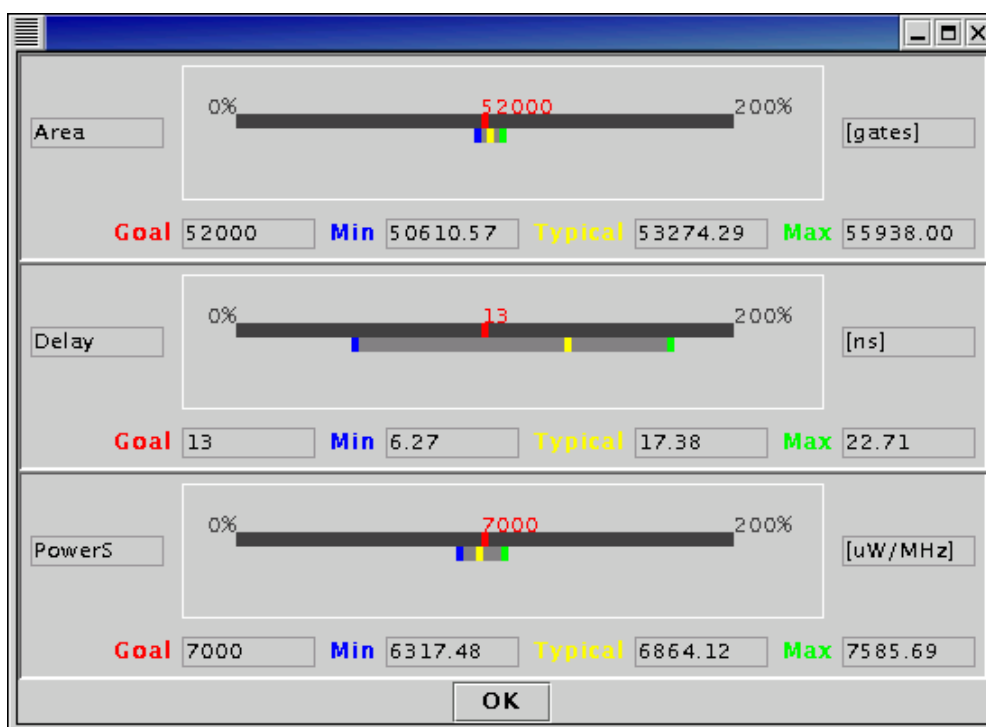 0% 52000 200%
Area [gates]
Goal 52000 Min 50610.57 Typical 53274.29 Max 55938.00
0% 13 200%
Delay [ns]
Goal 13 Min 6.27 Typical 17.38 Max 22.71
0% 7000 200%
PowerS [uW/MHz]
Goal 7000 Min 6317.48 Typical 6864.12 Max 7585.69
OK